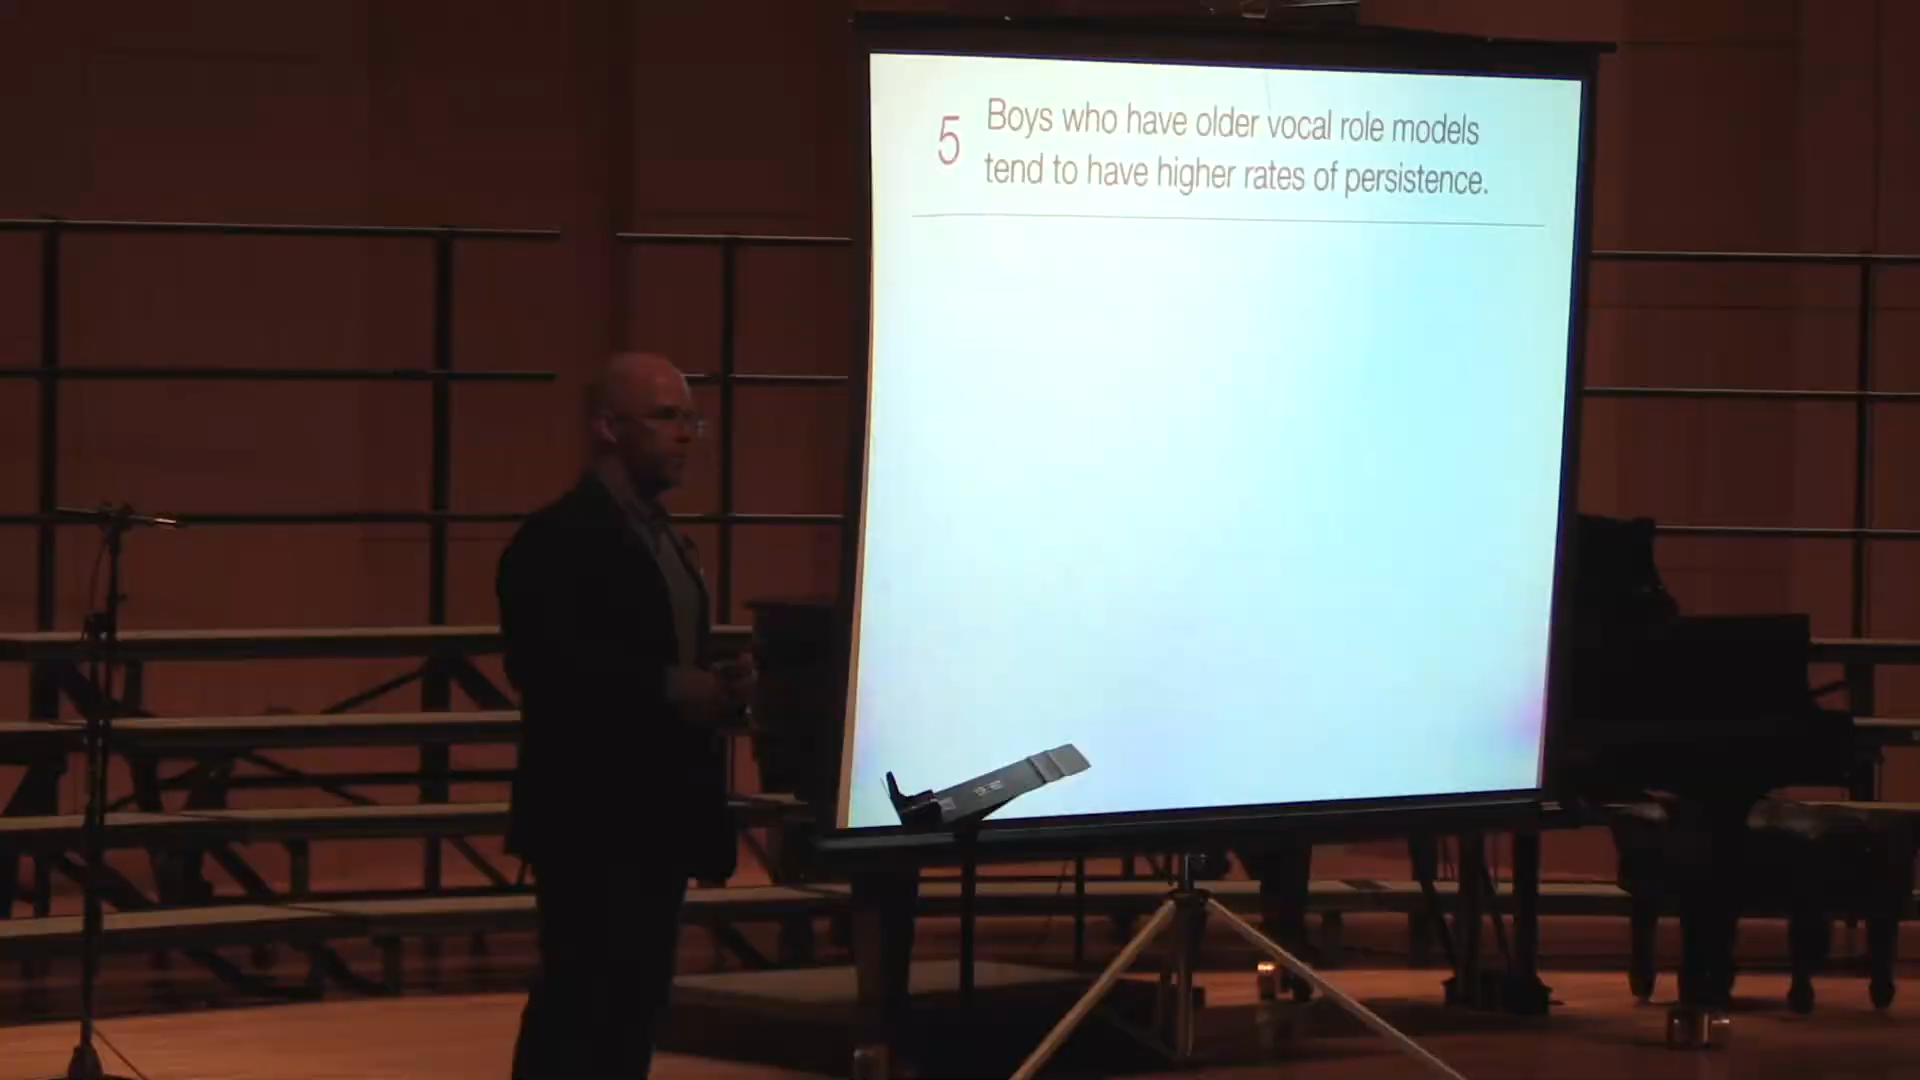 5 Boys who have older vocal role models
tend to have higher rates of persistence.